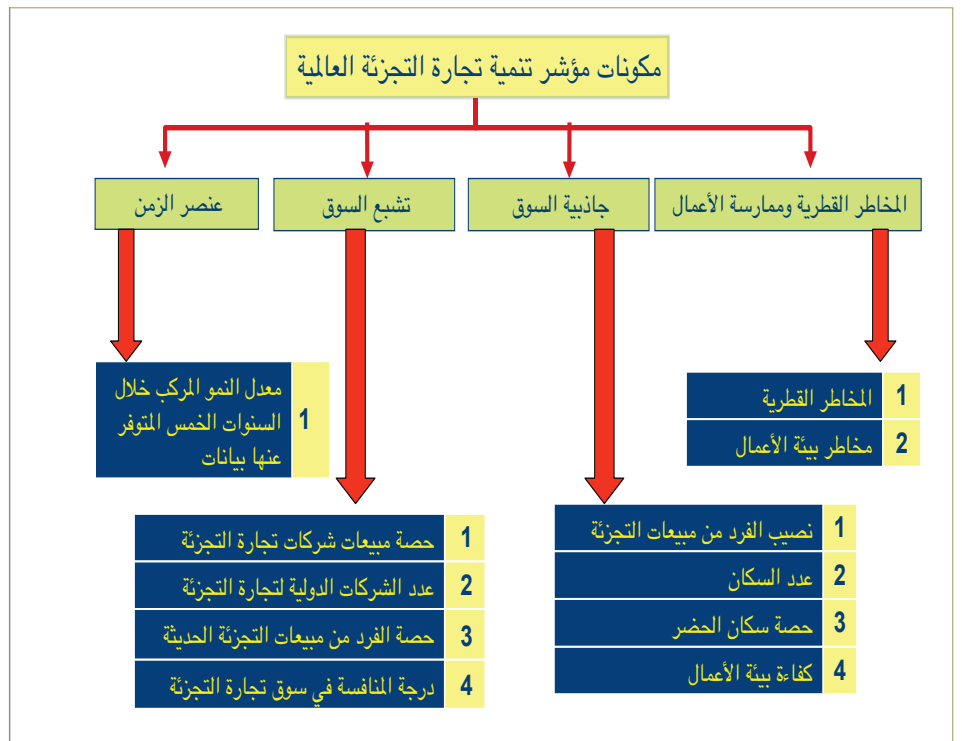 مكونات مؤشر تنمية تجارة التجزئة العالمية
المخاطر القطرية وممارسة الأعمال
جاذبية السوق
تشبع السوق
عنصر الزمن
1 المخاطر القطرية
2 مخاطر بيئة الأعمال
1 نصيب الفرد من مبيعات التجزئة
2 عدد السكان
3 حصة سكان الحضر
4 كفاءة بيئة الأعمال
1 حصة مبيعات شركات تجارة التجزئة
2 عدد الشركات الدولية لتجارة التجزئة
3 حصة الفرد من مبيعات التجزئة الحديثة
4 درجة المنافسة في سوق تجارة التجزئة
معدل النمو المركب خلال
1 السنوات الخمس المتوفر
عنها بيانات